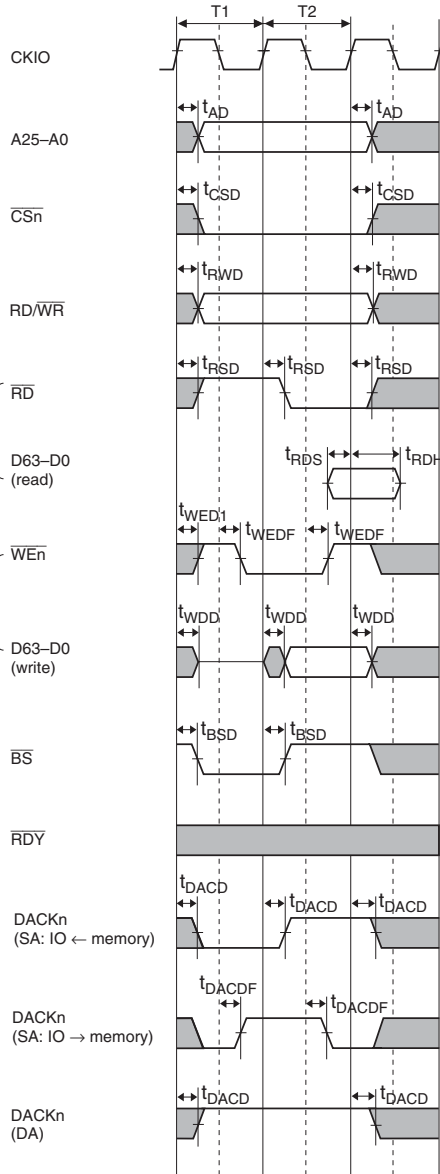 T1 T2
CKIO
tAD tAD
A25–A0
tCSD tCSD
CSn
tRWD tRWD
RD/WR
tRSD tRSD tRSD
RD
D63–D0
(read)
tRDS tRDH
tWED1 tWEDF tWEDF
WEn
tWDD tWDD tWDD
D63–D0
(write)
tBSD tBSD
BS
RDY
tDACD tDACD tDACD
DACKn
(SA: IO ← memory)
tDACDF tDACDF
DACKn
(SA: IO → memory)
tDACD tDACD
DACKn
(DA)